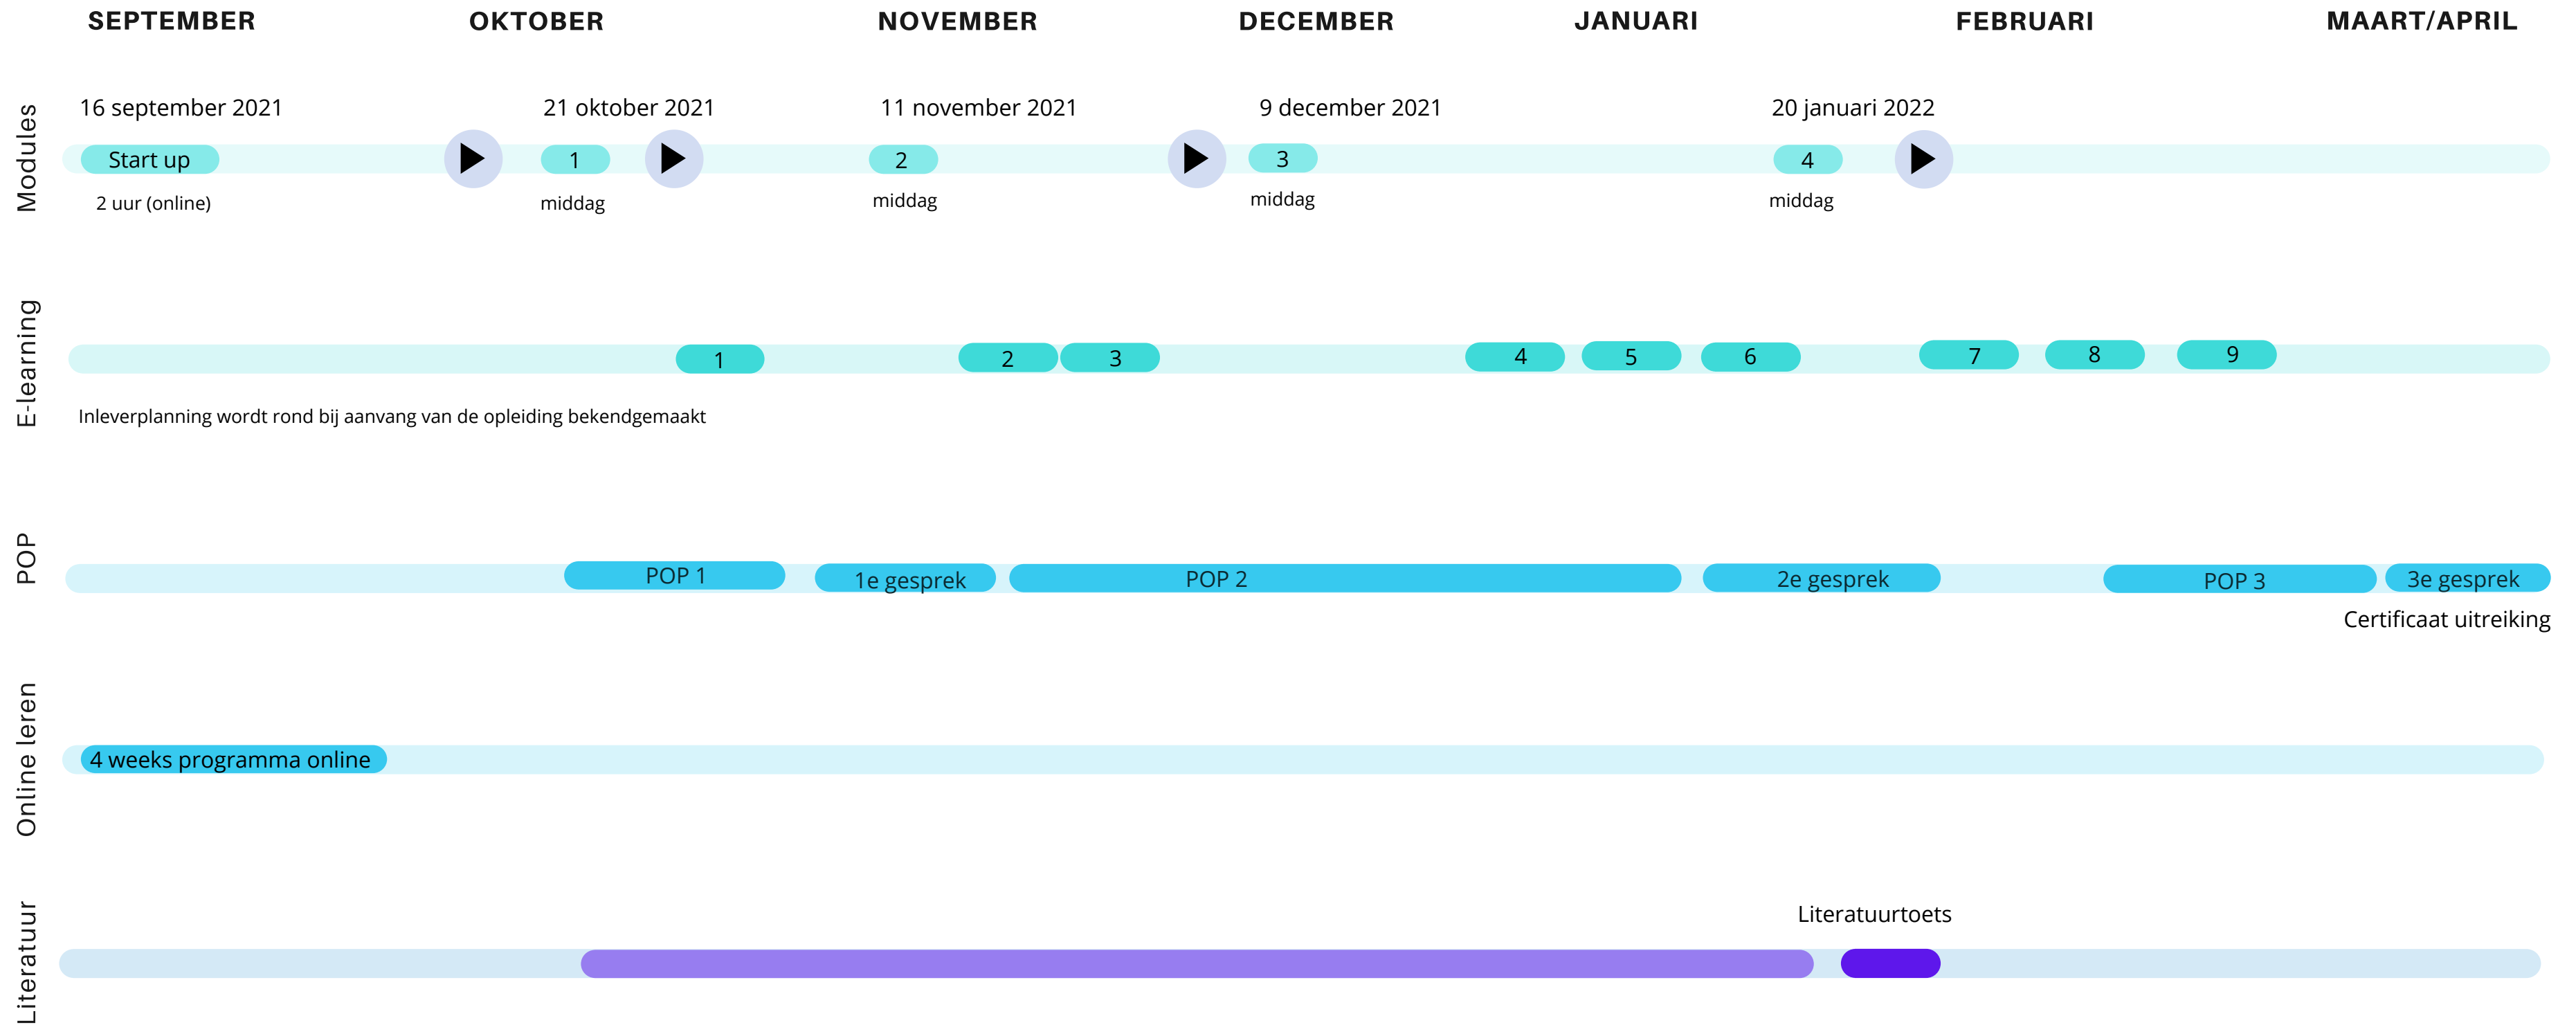 SEPTEMBER OKTOBER NOVEMBER DECEMBER JANUARI FEBRUARI MAART/APRIL
Modules
16 september 2021 21 oktober 2021 11 november 2021 9 december 2021 20 januari 2022
Start up 1 2 3 4
2 uur (online) middag middag middag middag
E-learning
1 2 3 4 5 6 7 8 9
Inleverplanning wordt rond bij aanvang van de opleiding bekendgemaakt
POP
POP 1 1e gesprek POP 2 2e gesprek POP 3 3e gesprek
Certificaat uitreiking
Online leren
4 weeks programma online
Literatuur
Literatuurtoets